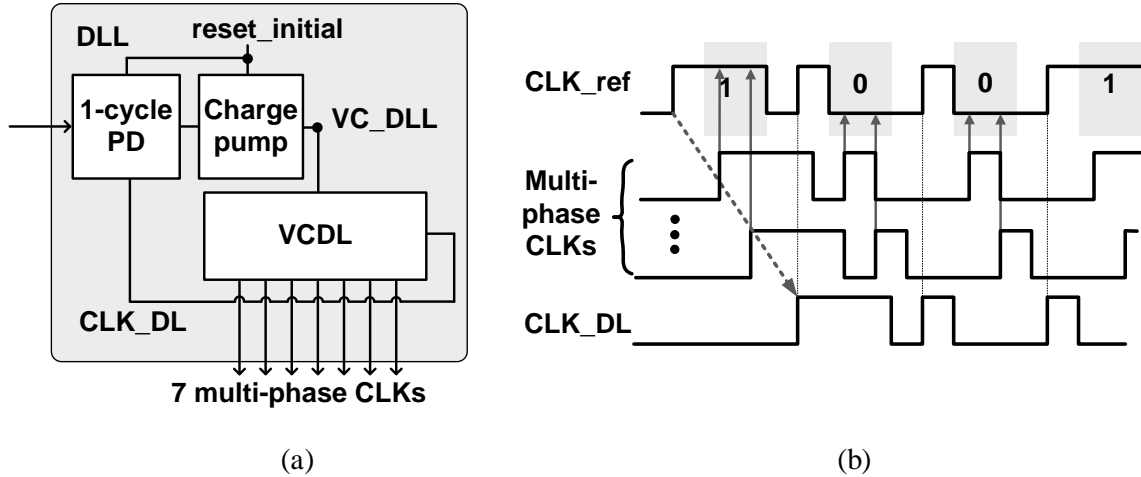 DLL
reset_initial
1-cycle
PD
Charge
pump
VC_DLL
VCDL
CLK_DL
7 multi-phase CLKs
(a)
CLK_ref
1
0
0
1
Multi-
phase
CLKs
CLK_DL
(b)